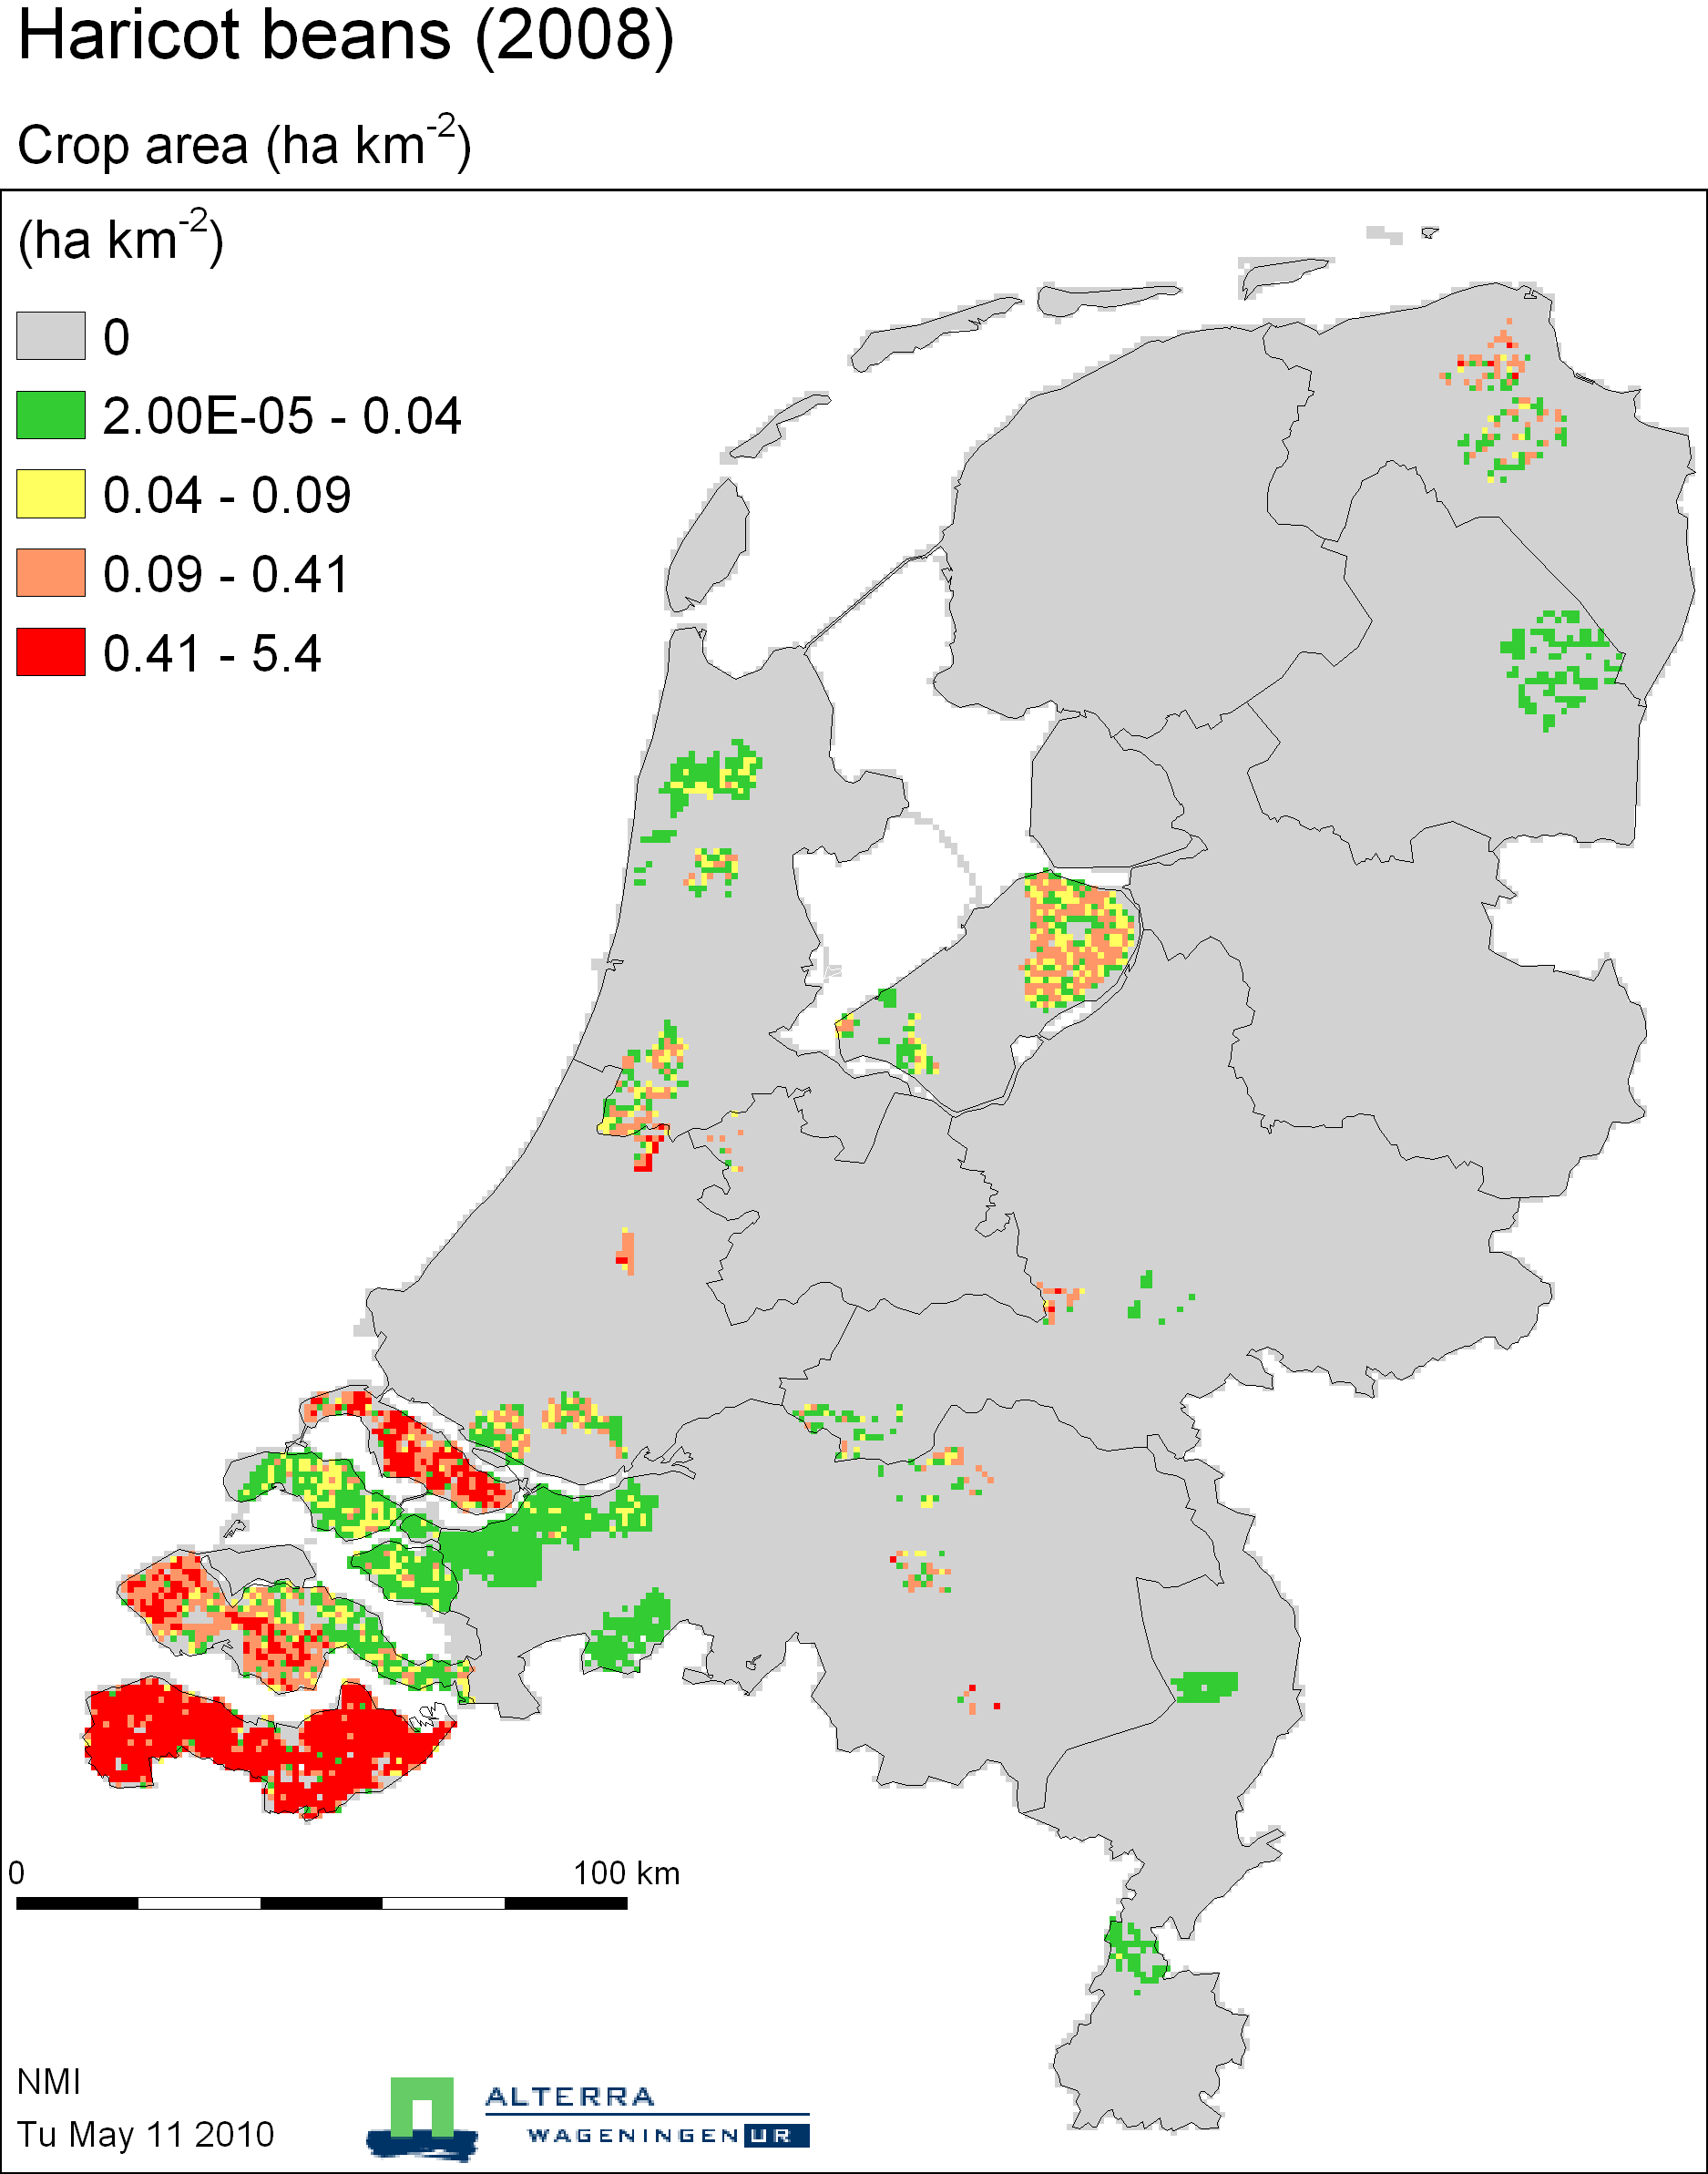 Haricot beans (2008)
Crop area (ha km-2)
(ha km-2)
0
2.00E-05 - 0.04
0.04 - 0.09
0.09 - 0.41
0.41 - 5.4
0 100 km
NMI
Tu May 11 2010
ALTERRA
WAGENINGEN UR